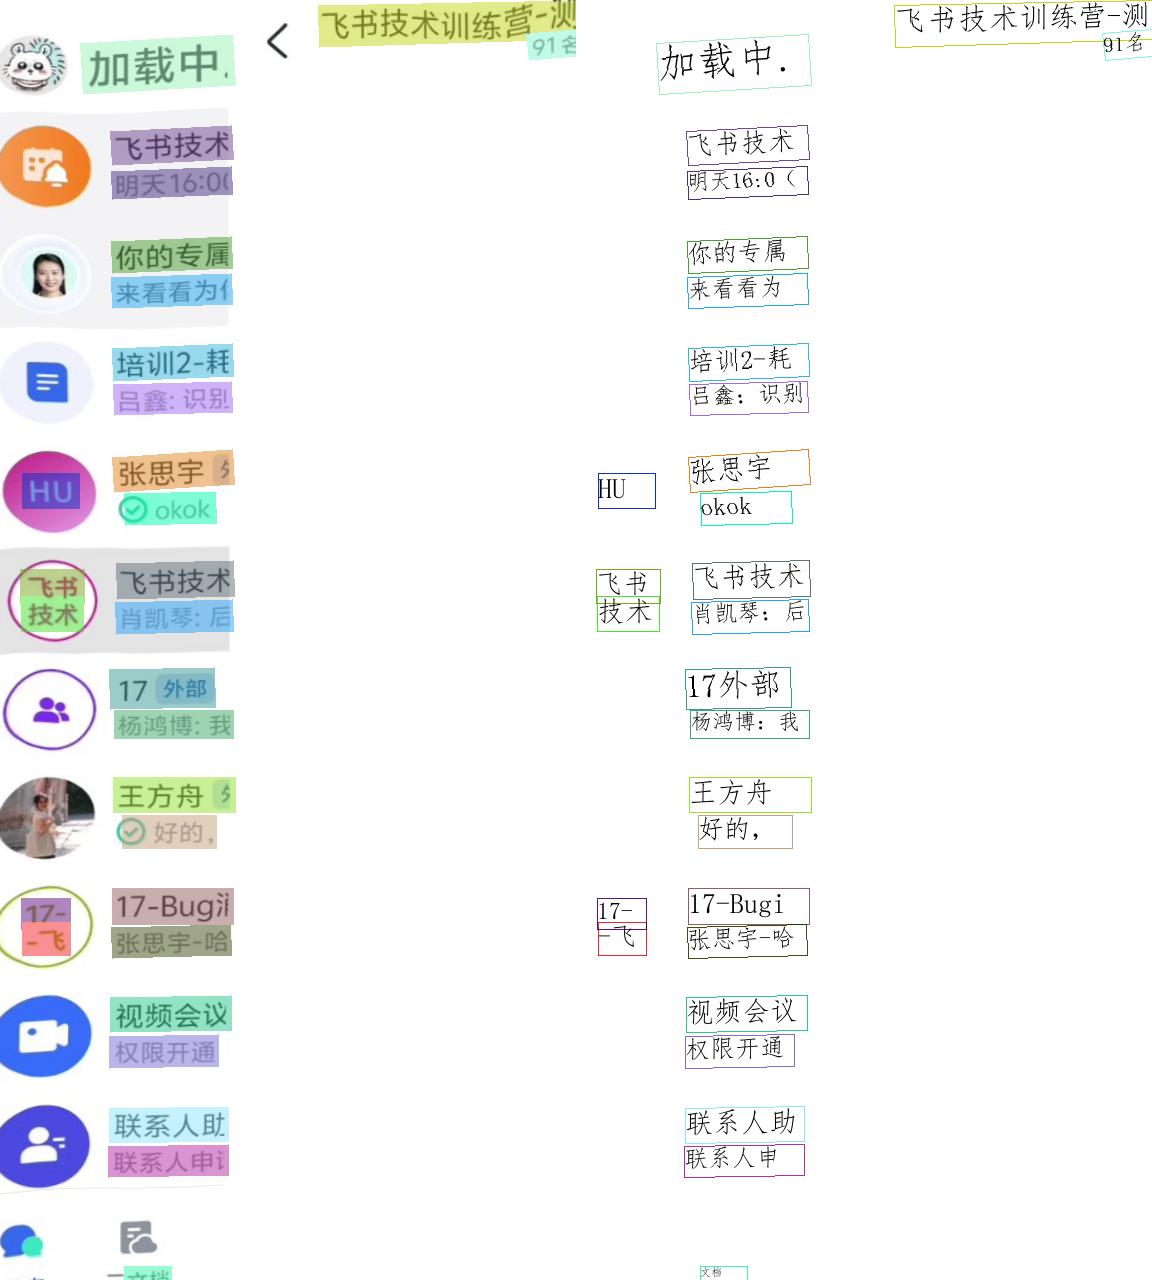 加载中.
飞书技术训练营-测
91名
飞书技术
明天16:0
你的专属
来看看为
培训2-耗
吕鑫: 识别
HU
张思宇
okok
飞书
技术
飞书技术
肖凯琴: 后
17 外部
杨鸿博: 我
王方舟
好的,
17-
-飞
17-Bug
张思宇-哈
视频会议
权限开通
联系人助
联系人申
文档
加载中.
飞书技术训练营-测
91名
飞书技术
明天16:0（
你的专属
来看看为
培训2-耗
吕鑫: 识别
HU
张思宇
okok
飞书
技术
飞书技术
肖凯琴: 后
17外部
杨鸿博: 我
王方舟
好的,
17-
-飞
17-Bugi
张思宇-哈
视频会议
权限开通
联系人助
联系人申
文档